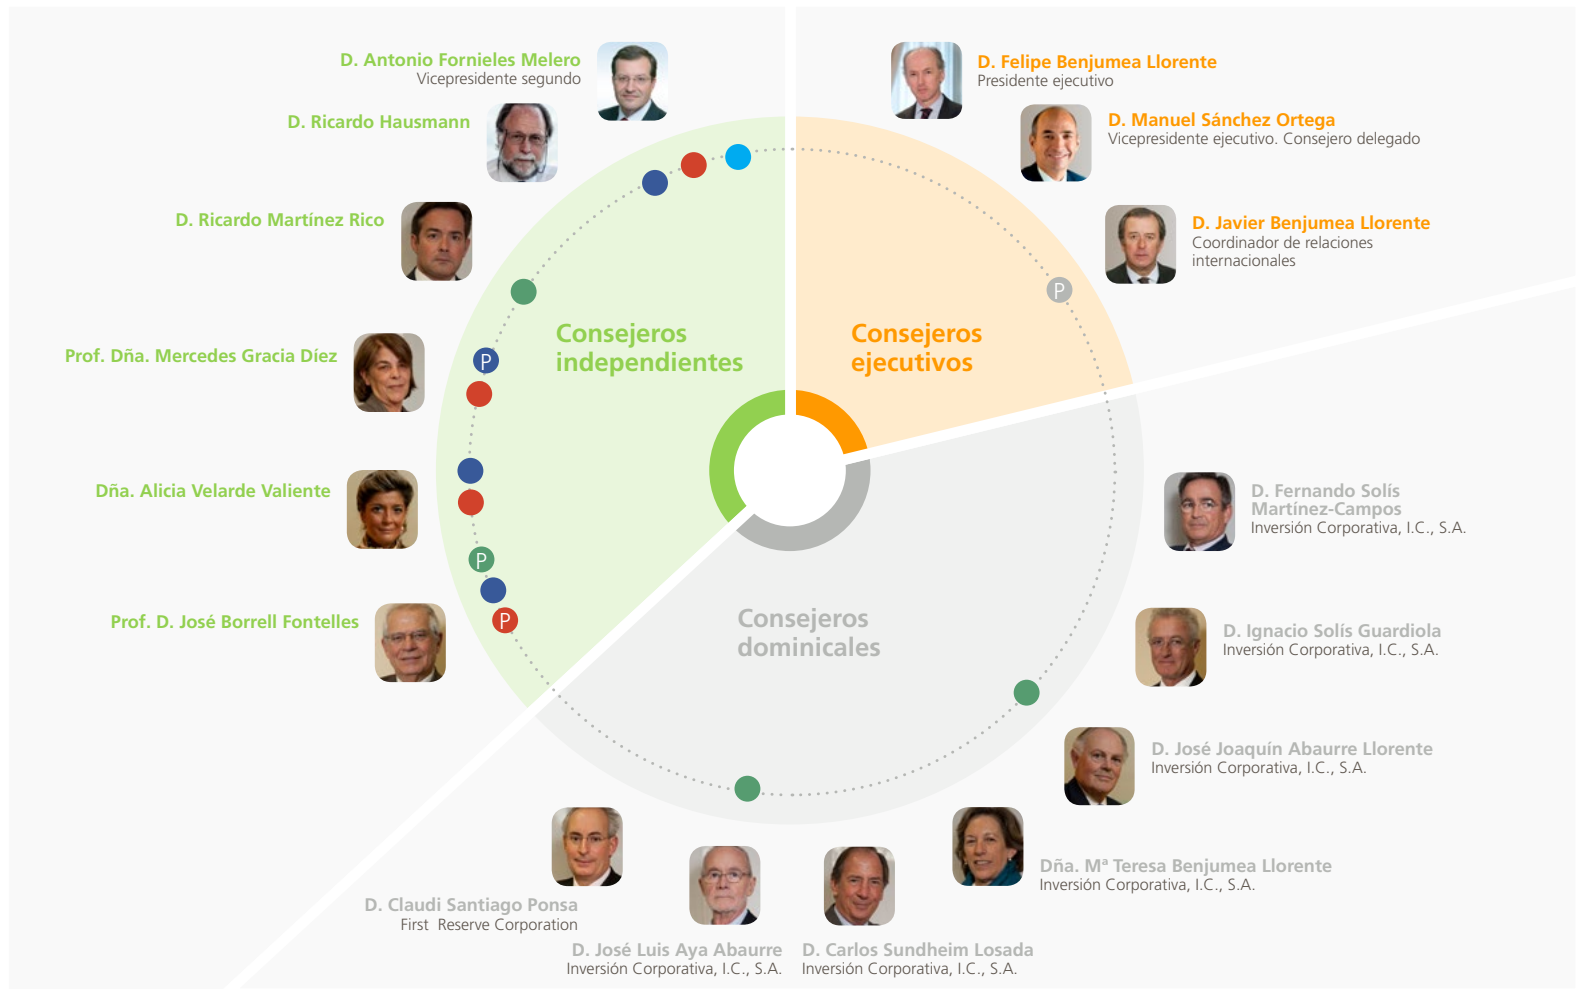 D. Antonio Fornieles Melero
Vicepresidente segundo
D. Ricardo Hausmann
D. Ricardo Martínez Rico
Prof. Dña. Mercedes Gracia Díez
Dña. Alicia Velarde Valiente
Prof. D. José Borrell Fontelles
Consejeros
independientes
P
P
P
D. Felipe Benjumea Llorente
Presidente ejecutivo
D. Manuel Sánchez Ortega
Vicepresidente ejecutivo. Consejero delegado
D. Javier Benjumea Llorente
Coordinador de relaciones
internacionales
P
Consejeros
ejecutivos
Consejeros
dominicales
D. Fernando Solís
Martínez-Campos
Inversión Corporativa, I.C., S.A.
D. Ignacio Solís Guardiola
Inversión Corporativa, I.C., S.A.
D. José Joaquín Abaurre Llorente
Inversión Corporativa, I.C., S.A.
Dña. Mª Teresa Benjumea Llorente
Inversión Corporativa, I.C., S.A.
D. Carlos Sundheim Losada
Inversión Corporativa, I.C., S.A.
D. José Luis Aya Abaurre
Inversión Corporativa, I.C., S.A.
D. Claudi Santiago Ponsa
First Reserve Corporation